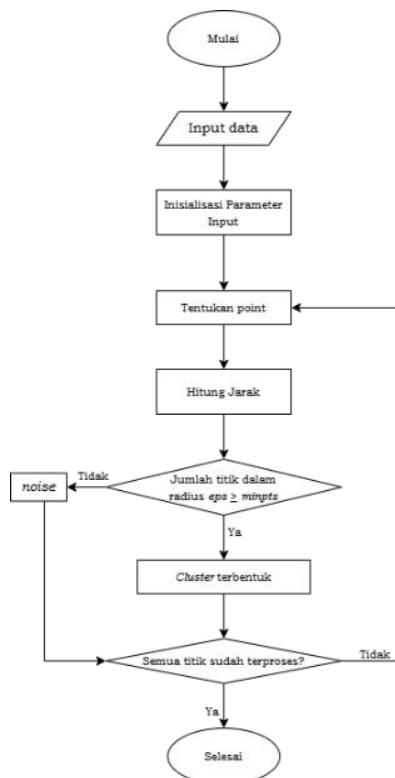 Mulai
Input data
Inisialisasi Parameter
Input
Tentukan point
Hitung Jarak
Jumlah titik dalam
radius eps ≥ minpts
Tidak
noise
Ya
Cluster terbentuk
Semua titik sudah terproses?
Tidak
Ya
Selesai